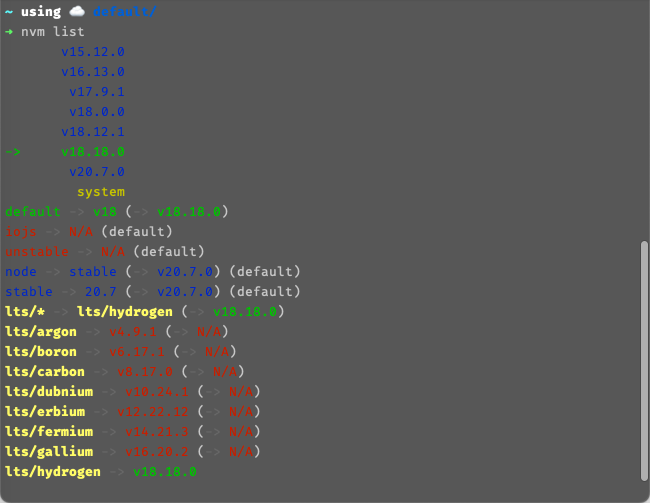 ~ using ☁️ default/
➜ nvm list
v15.12.0
v16.13.0
v17.9.1
v18.0.0
v18.12.1
-> v18.18.0
v20.7.0
system
default -> v18 (-> v18.18.0)
iojs -> N/A (default)
unstable -> N/A (default)
node -> stable (-> v20.7.0) (default)
stable -> 20.7 (-> v20.7.0) (default)
lts/* -> lts/hydrogen (-> v18.18.0)
lts/argon -> v4.9.1 (-> N/A)
lts/boron -> v6.17.1 (-> N/A)
lts/carbon -> v8.17.0 (-> N/A)
lts/dubnium -> v10.24.1 (-> N/A)
lts/erbium -> v12.22.12 (-> N/A)
lts/fermium -> v14.21.3 (-> N/A)
lts/gallium -> v16.20.2 (-> N/A)
lts/hydrogen -> v18.18.0